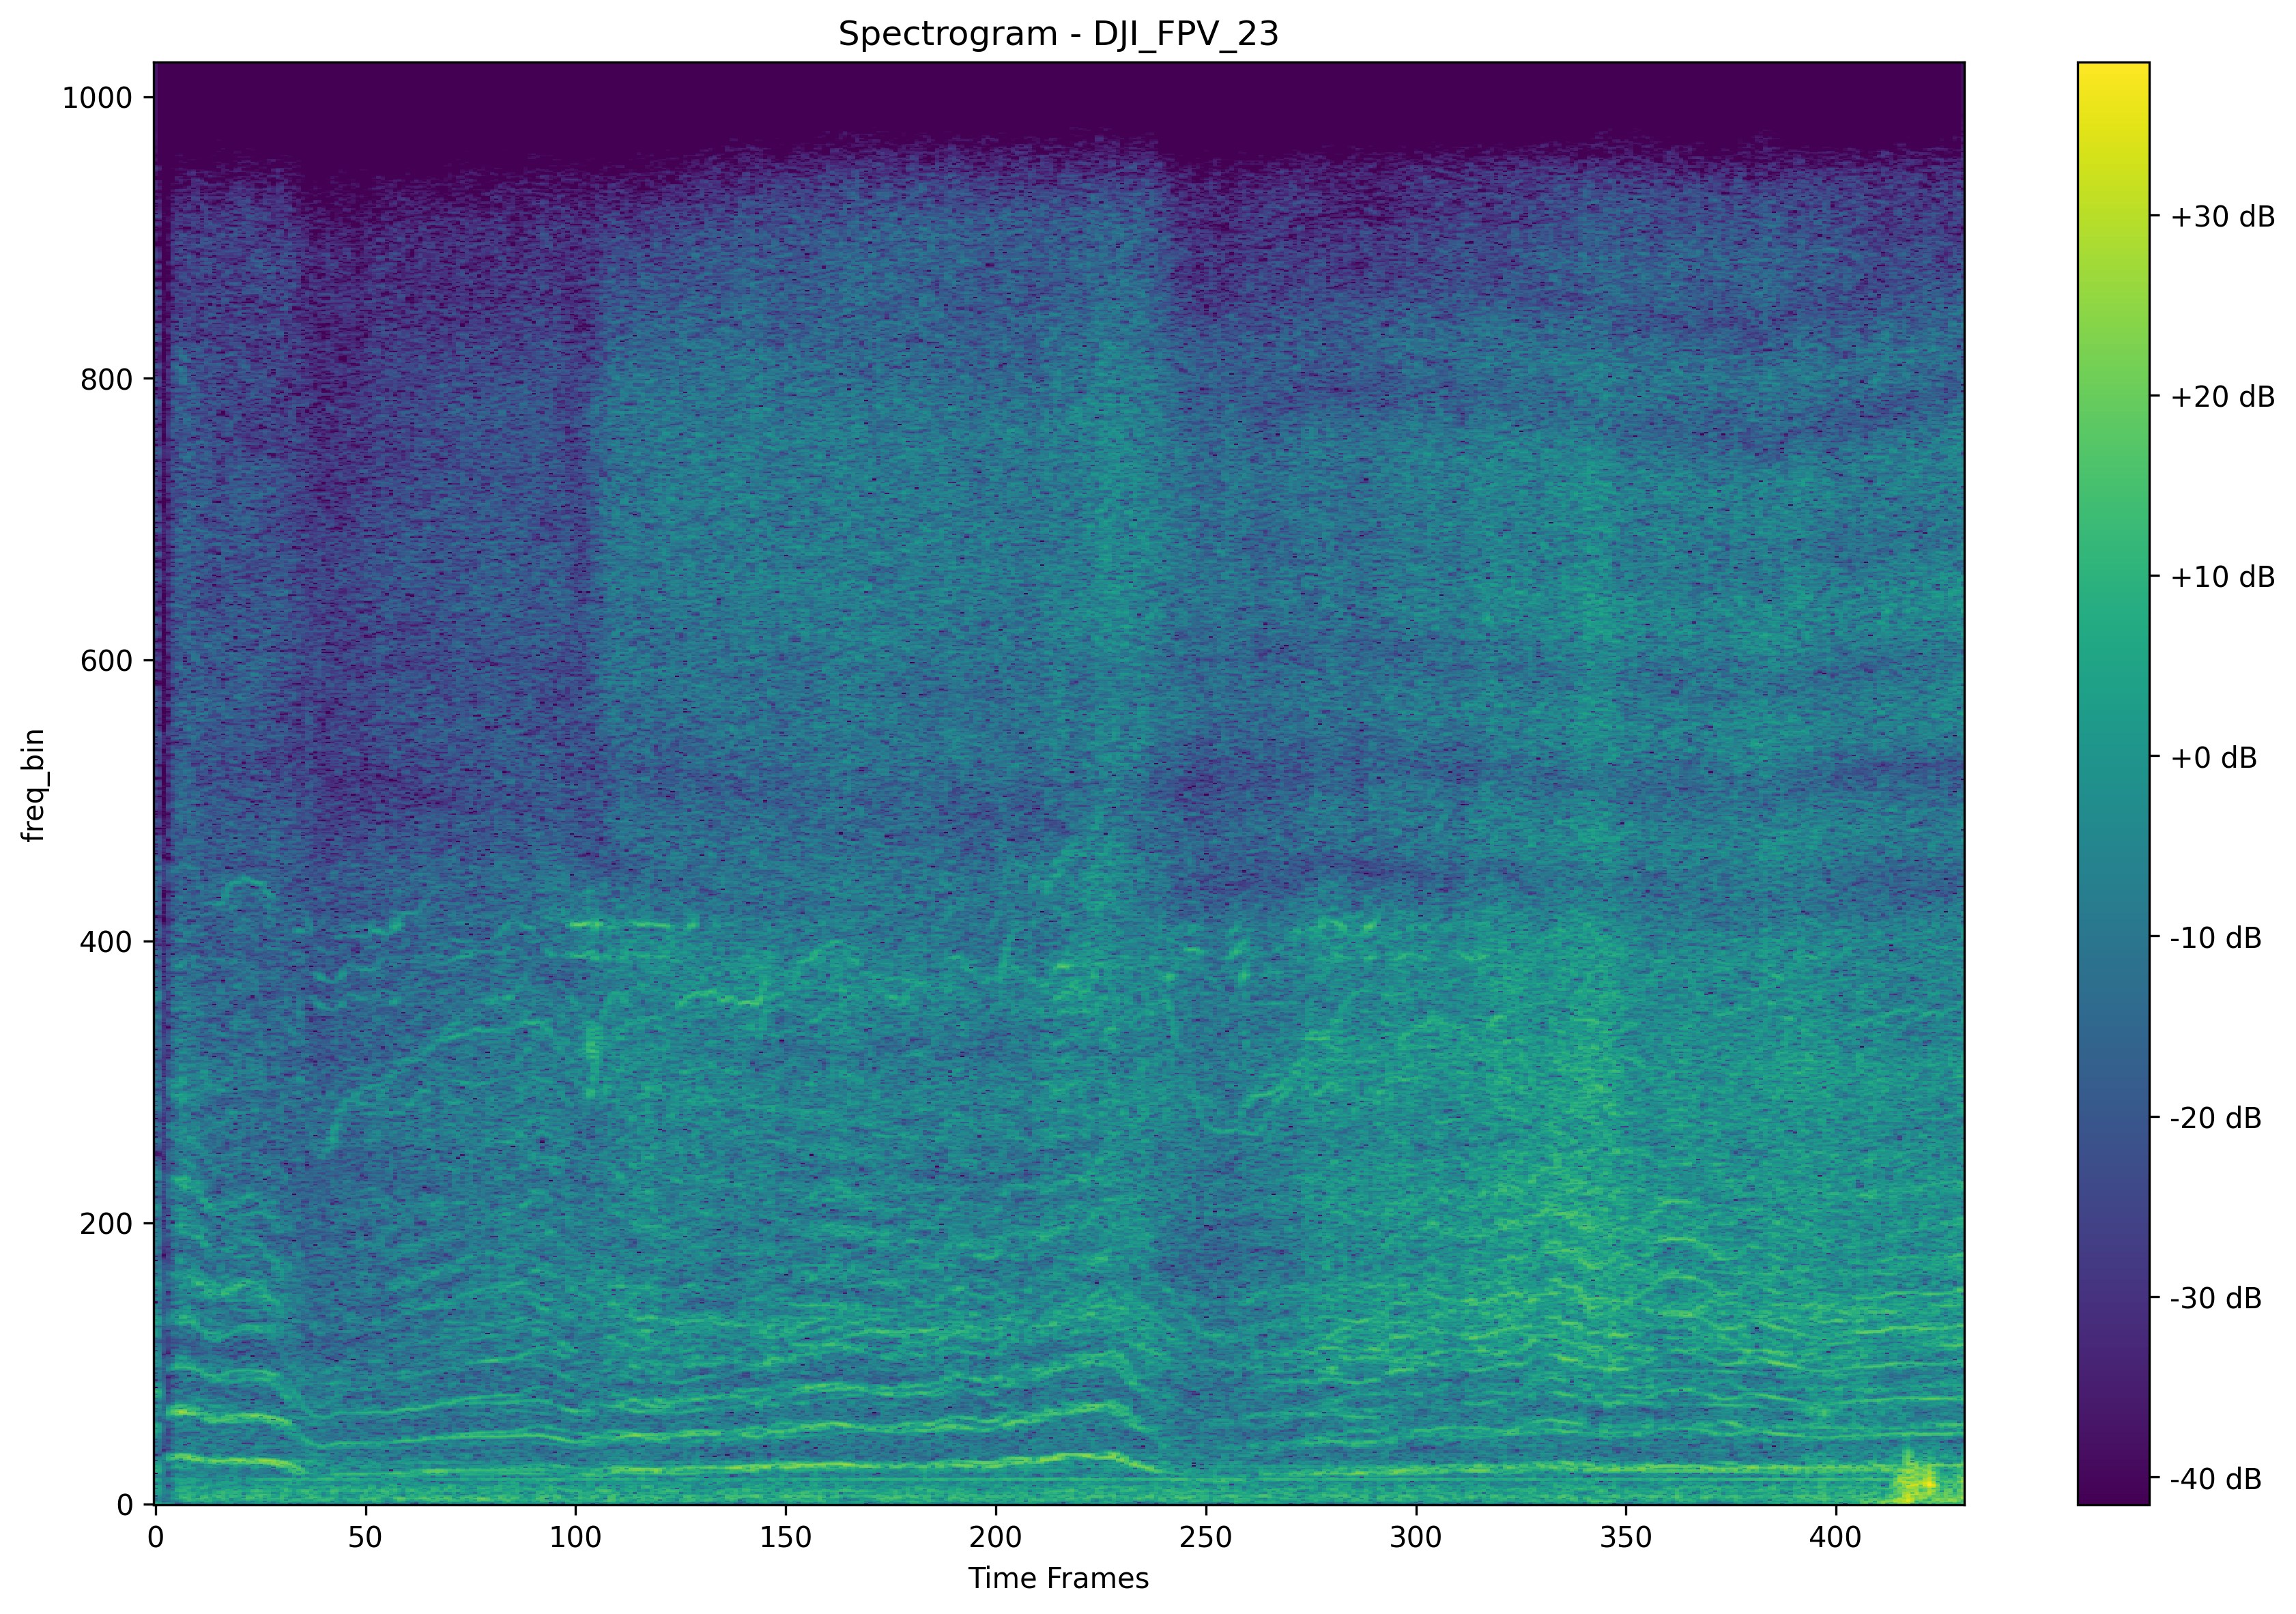 Spectrogram - DJI_FPV_23
1000
800
600
400
200
0
freq_bin
0 50 100 150 200 250 300 350 400
Time Frames
+30 dB
+20 dB
+10 dB
+0 dB
-10 dB
-20 dB
-30 dB
-40 dB